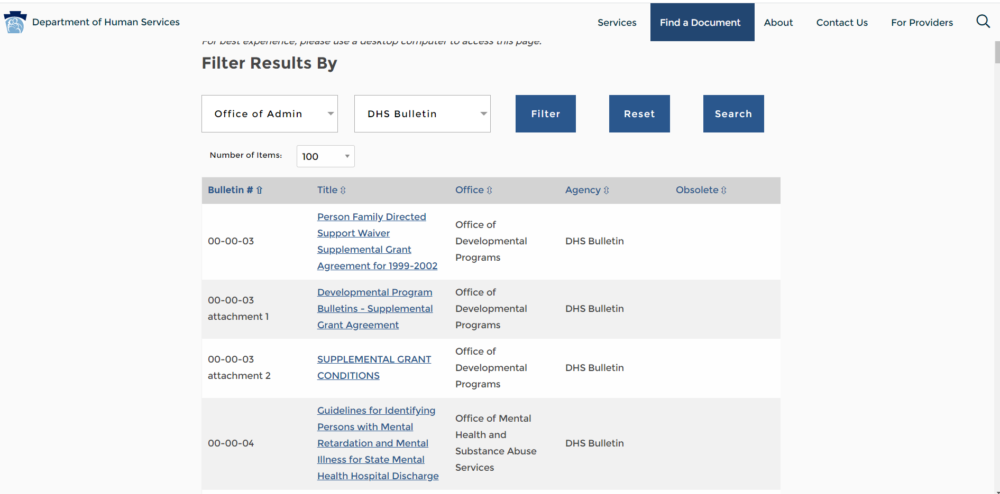 Department of Human Services
Services
Find a Document
About
Contact Us
For Providers
For best experience, please use a desktop computer to access this page.
Filter Results By
Office of Admin
DHS Bulletin
Filter
Reset
Search
Number of Items:
100
Bulletin # ⇧
Title ⇳
Office ⇳
Agency ⇳
Obsolete ⇳
00-00-03
Person Family Directed
Support Waiver
Supplemental Grant
Agreement for 1999-2002
Office of
Developmental
Programs
DHS Bulletin
00-00-03
attachment 1
Developmental Program
Bulletins - Supplemental
Grant Agreement
Office of
Developmental
Programs
DHS Bulletin
00-00-03
attachment 2
SUPPLEMENTAL GRANT
CONDITIONS
Office of
Developmental
Programs
DHS Bulletin
00-00-04
Guidelines for Identifying
Persons with Mental
Retardation and Mental
Illness for State Mental
Health Hospital Discharge
Office of Mental
Health and
Substance Abuse
Services
DHS Bulletin